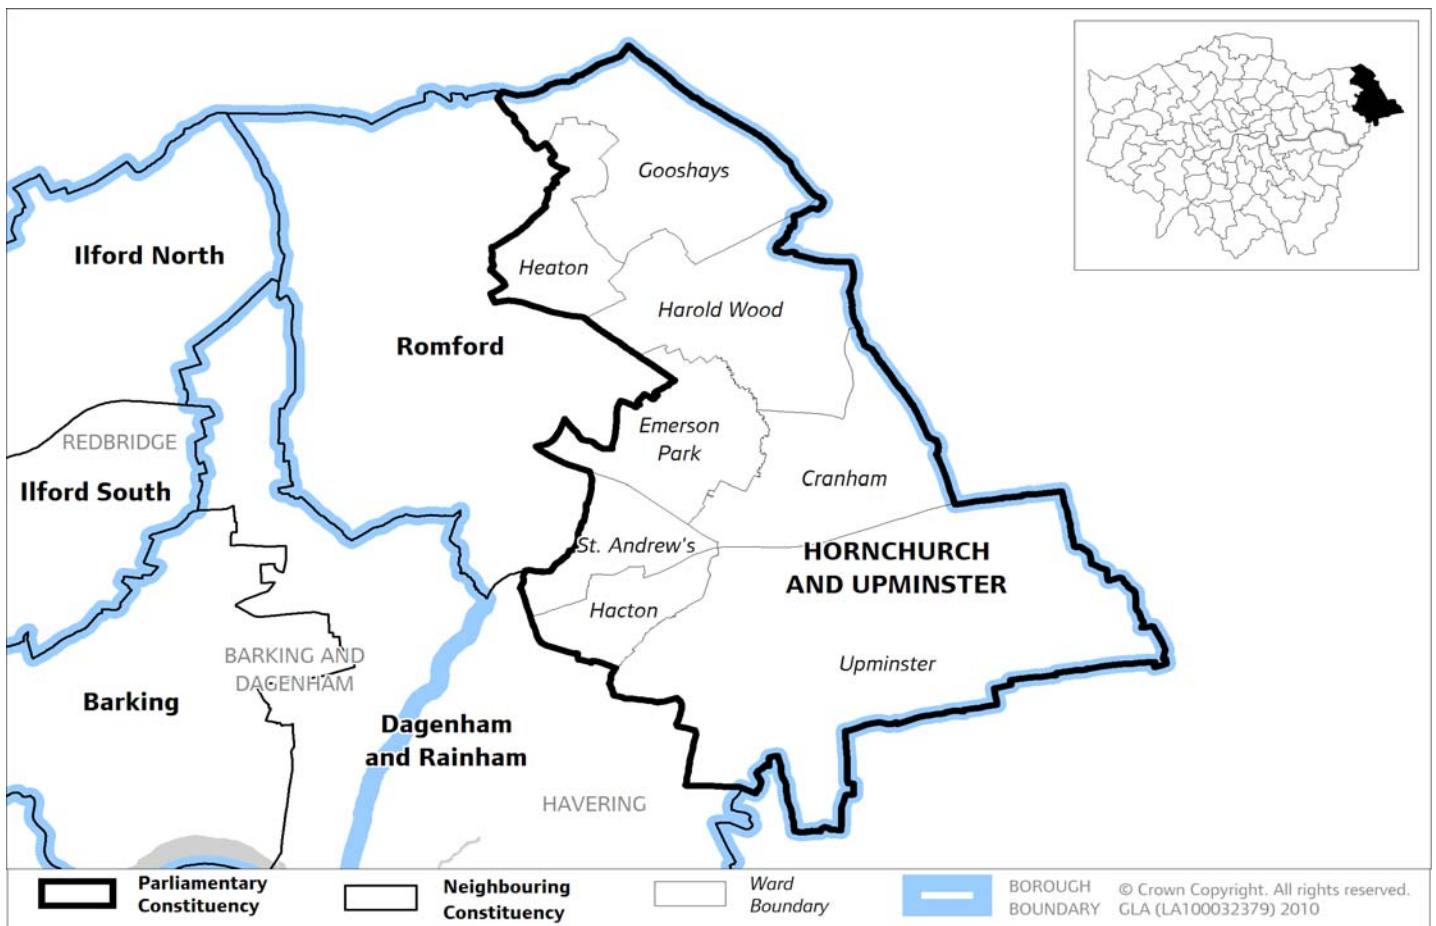 Gooshays
Ilford North
Heaton
Harold Wood
Romford
REDBRIDGE
Emerson
Park
Ilford South
Cranham
St. Andrew's
HORNCHURCH
AND UPMINSTER
Hacton
BARKING AND
DAGENHAM
Upminster
Barking
Dagenham
and Rainham
HAVERING
Parliamentary
Constituency
Neighbouring
Constituency
Ward
Boundary
BOROUGH
BOUNDARY
© Crown Copyright. All rights reserved.
GLA (LA100032379) 2010